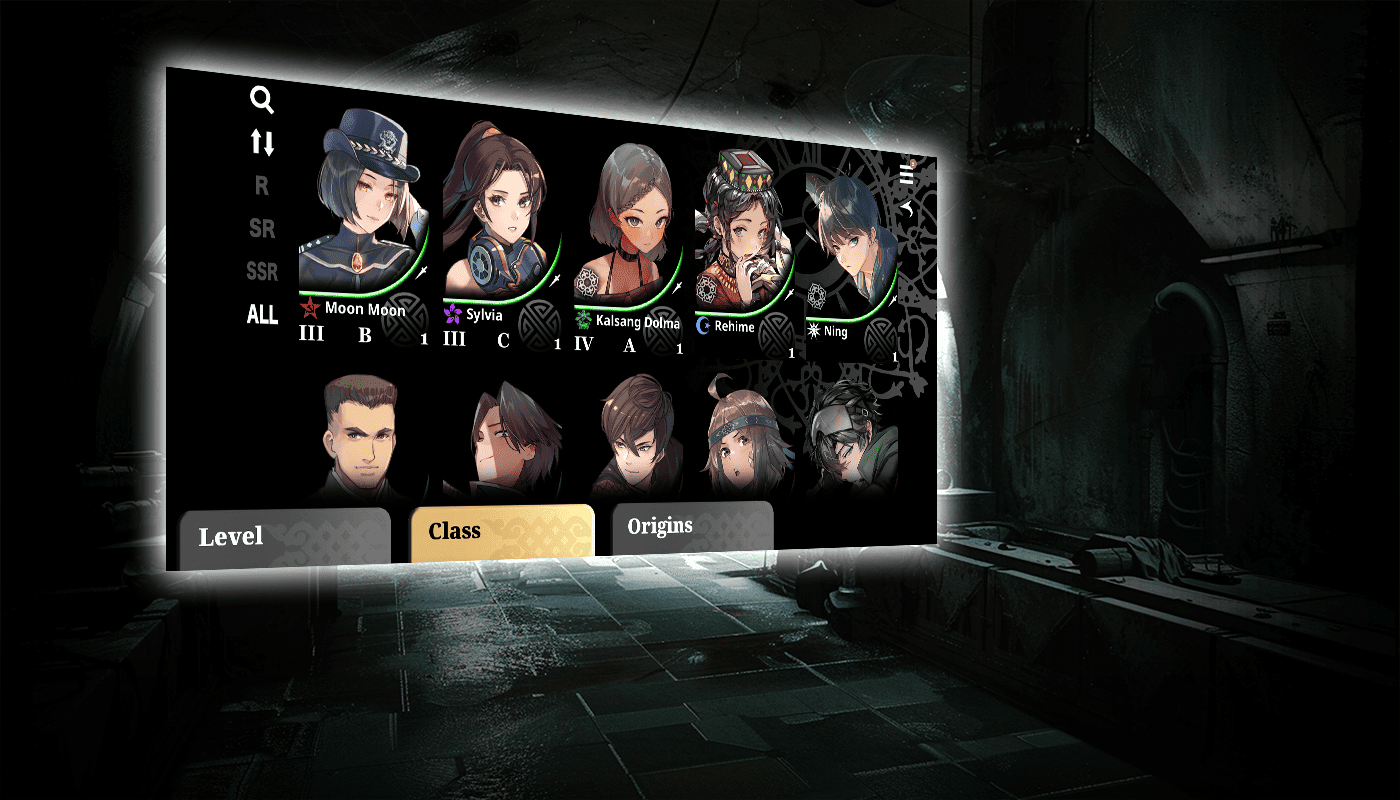 R
SR
SSR
ALL
Moon Moon
III B 1
Sylvia
III C 1
Kalsang Dolma
IV A 1
Rehime
1
Ning
1
Level
Class
Origins